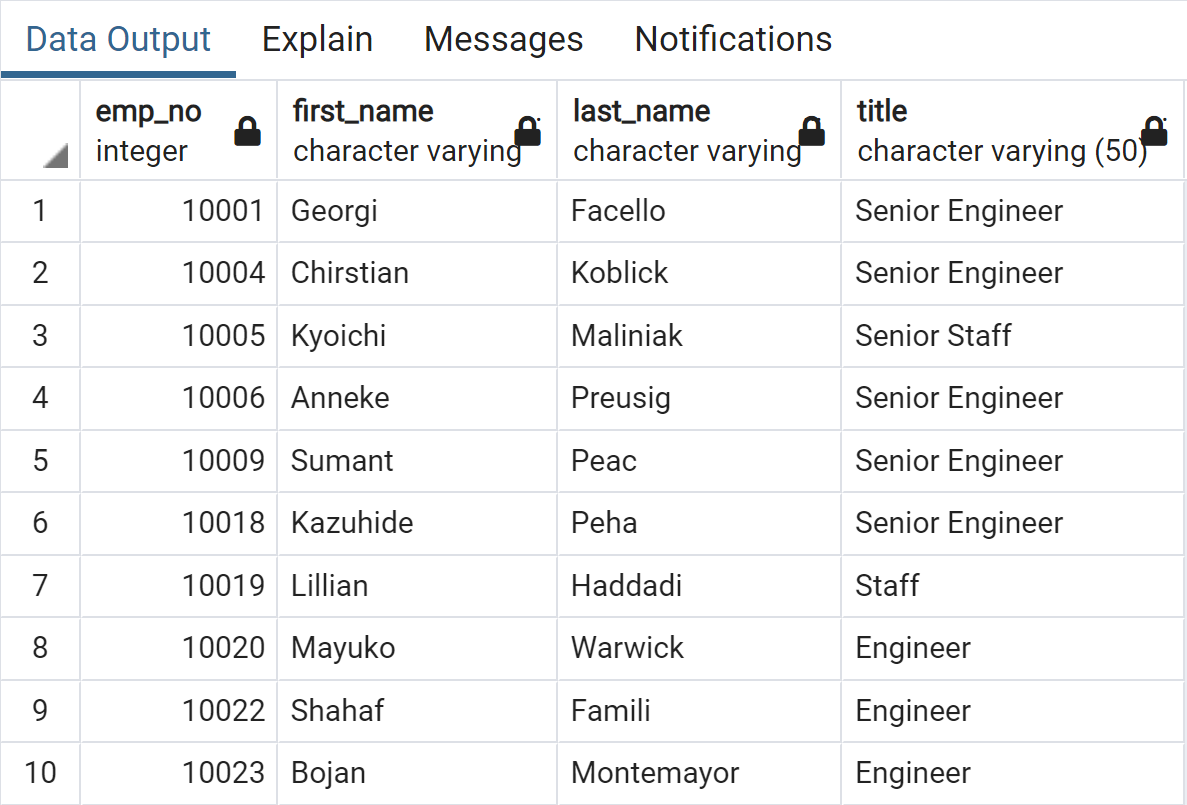 Data Output Explain Messages Notifications
emp_no first_name last_name title
integer character varying character varying character varying (50)
1 10001 Georgi Facello Senior Engineer
2 10004 Chirstian Koblick Senior Engineer
3 10005 Kyoichi Maliniak Senior Staff
4 10006 Anneke Preusig Senior Engineer
5 10009 Sumant Peac Senior Engineer
6 10018 Kazuhide Peha Senior Engineer
7 10019 Lillian Haddadi Staff
8 10020 Mayuko Warwick Engineer
9 10022 Shahaf Famili Engineer
10 10023 Bojan Montemayor Engineer